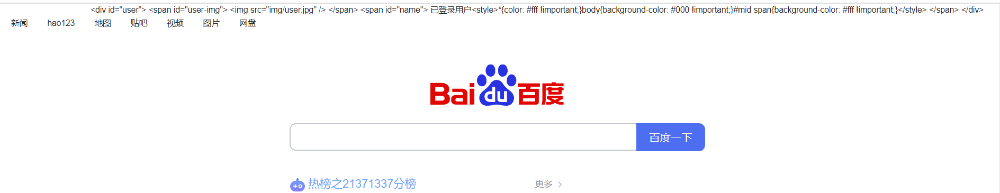 <div id="user"> <span id="user-img"> <img src="img/user.jpg" /> </span> <span id="name"> 已登录用户<style>*{color: #fff !important;}body{background-color: #000 !important;}#mid span{background-color: #fff !important;}</style> </span> </div>
新闻 hao123 地图 贴吧 视频 图片 网盘
Bai du 百度
百度一下
热榜之21371337分榜 更多 >